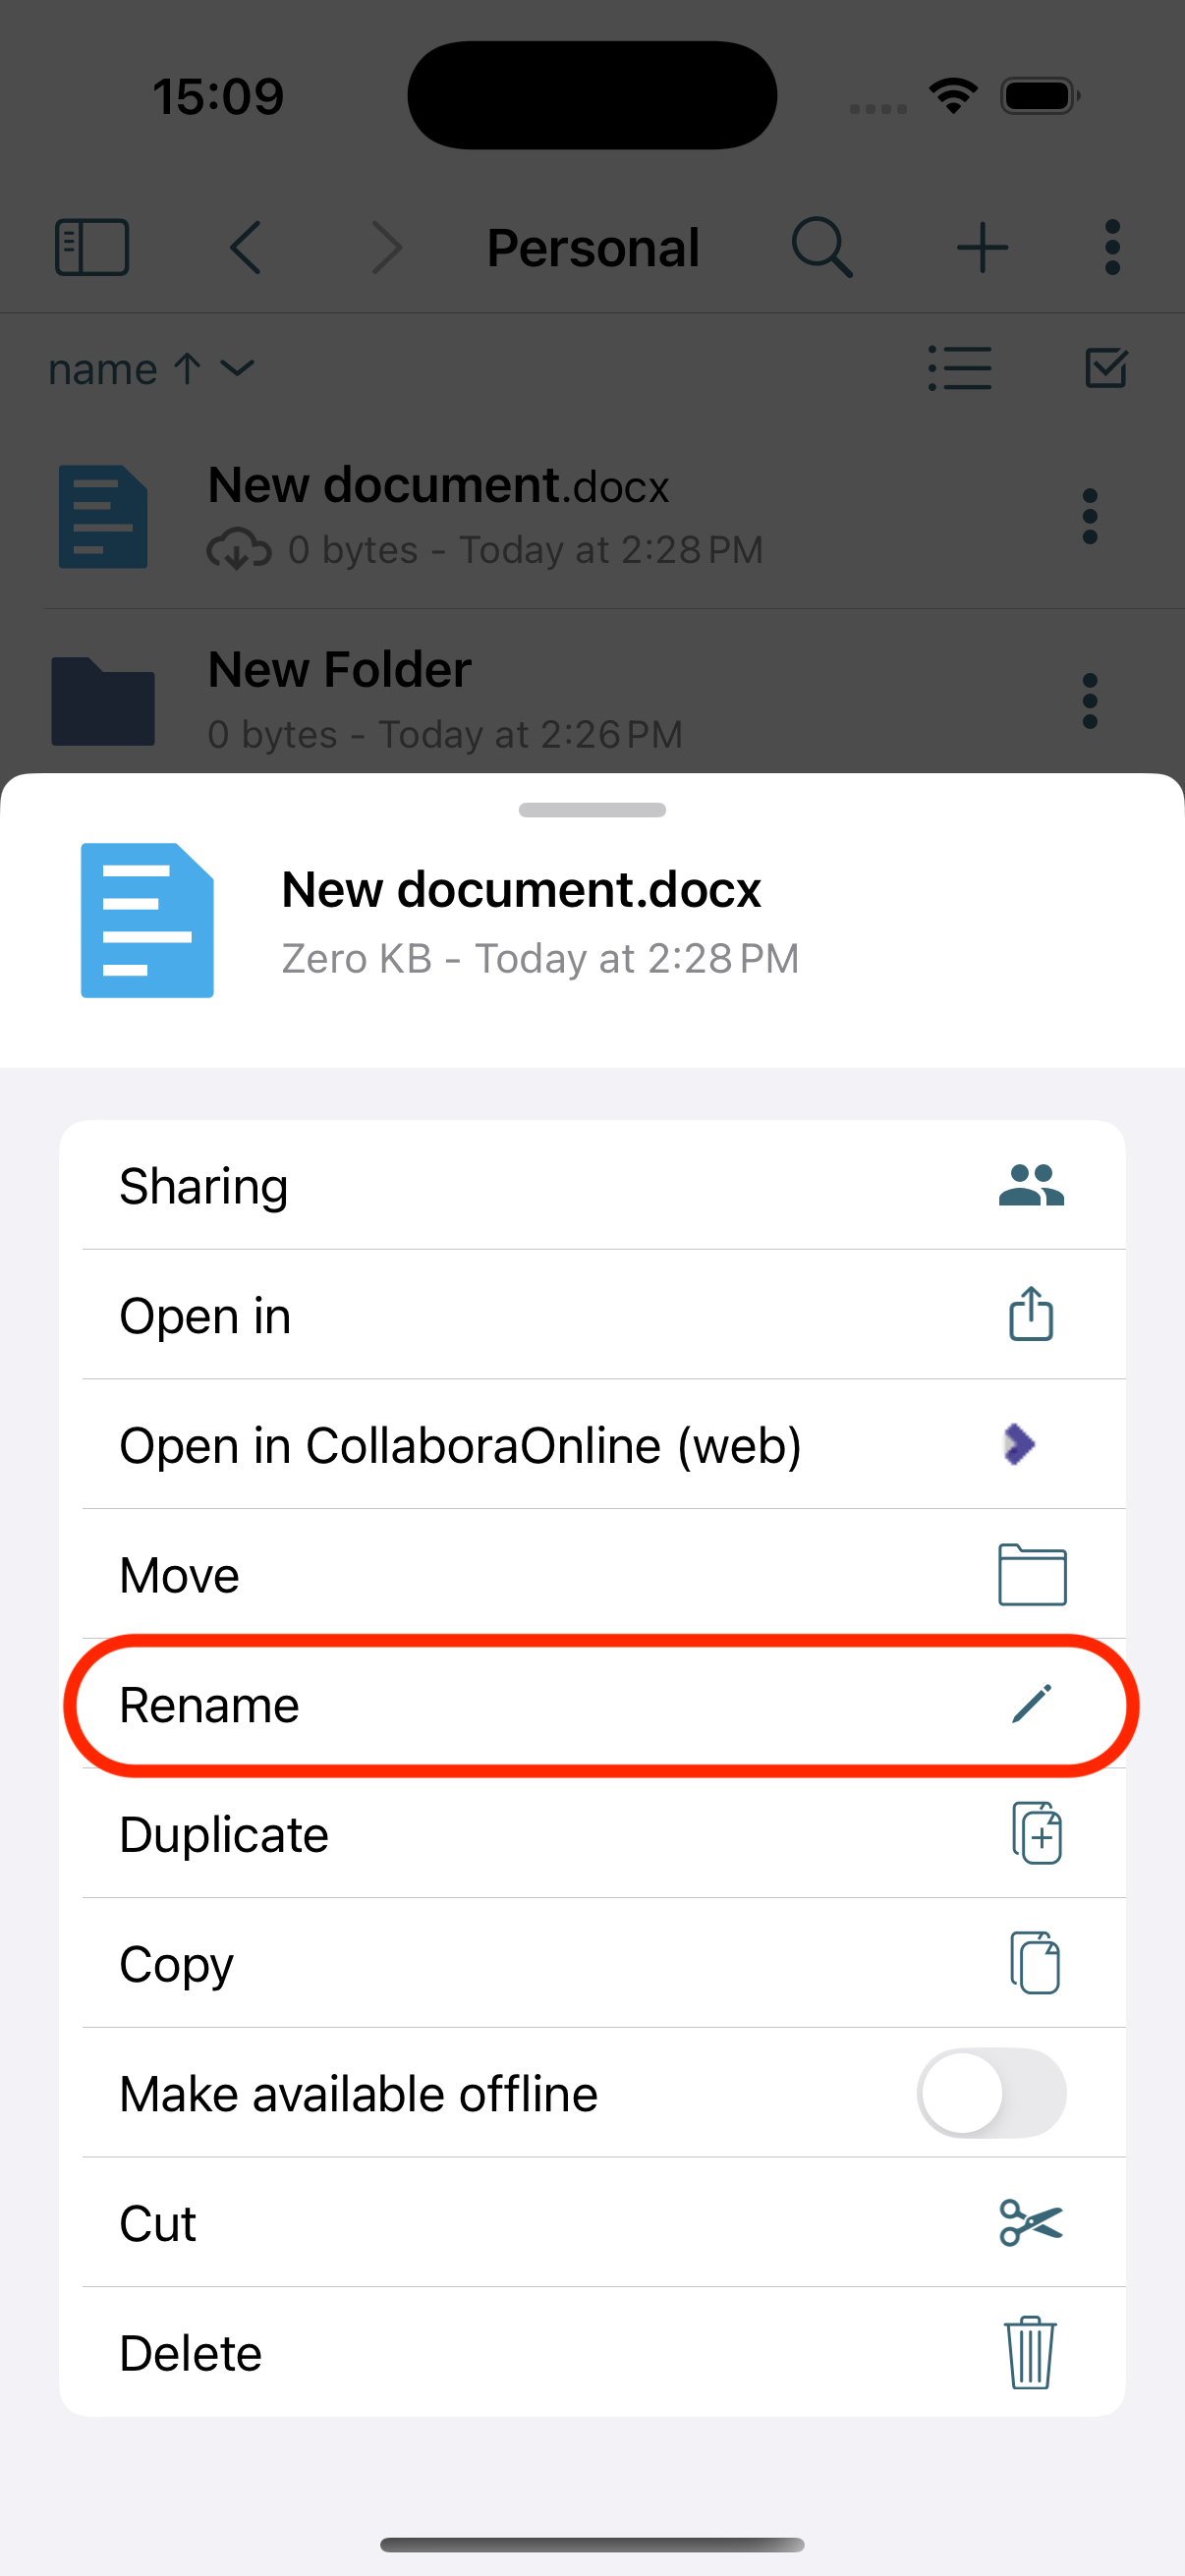 15:09
Personal
name
New document.docx
0 bytes - Today at 2:28 PM
New Folder
0 bytes - Today at 2:26 PM
New document.docx
Zero KB - Today at 2:28 PM
Sharing
Open in
Open in CollaboraOnline (web)
Move
Rename
Duplicate
Copy
Make available offline
Cut
Delete